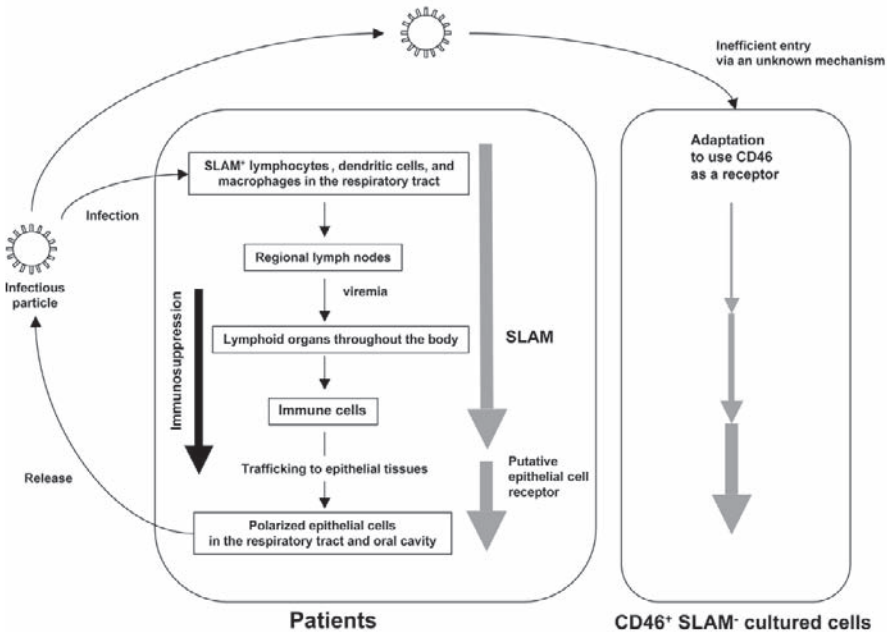 Inefficient entry
via an unknown mechanism
SLAM⁺ lymphocytes , dendritic cells, and
macrophages in the respiratory tract
Infection
Infectious
particle
Regional lymph nodes
viremia
Lymphoid organs throughout the body
Immune cells
Trafficking to epithelial tissues
Polarized epithelial cells
in the respiratory tract and oral cavity
Immunosuppression
Release
SLAM
Putative
epithelial cell
receptor
Patients
Adaptation
to use CD46
as a receptor
CD46⁺ SLAM⁻ cultured cells